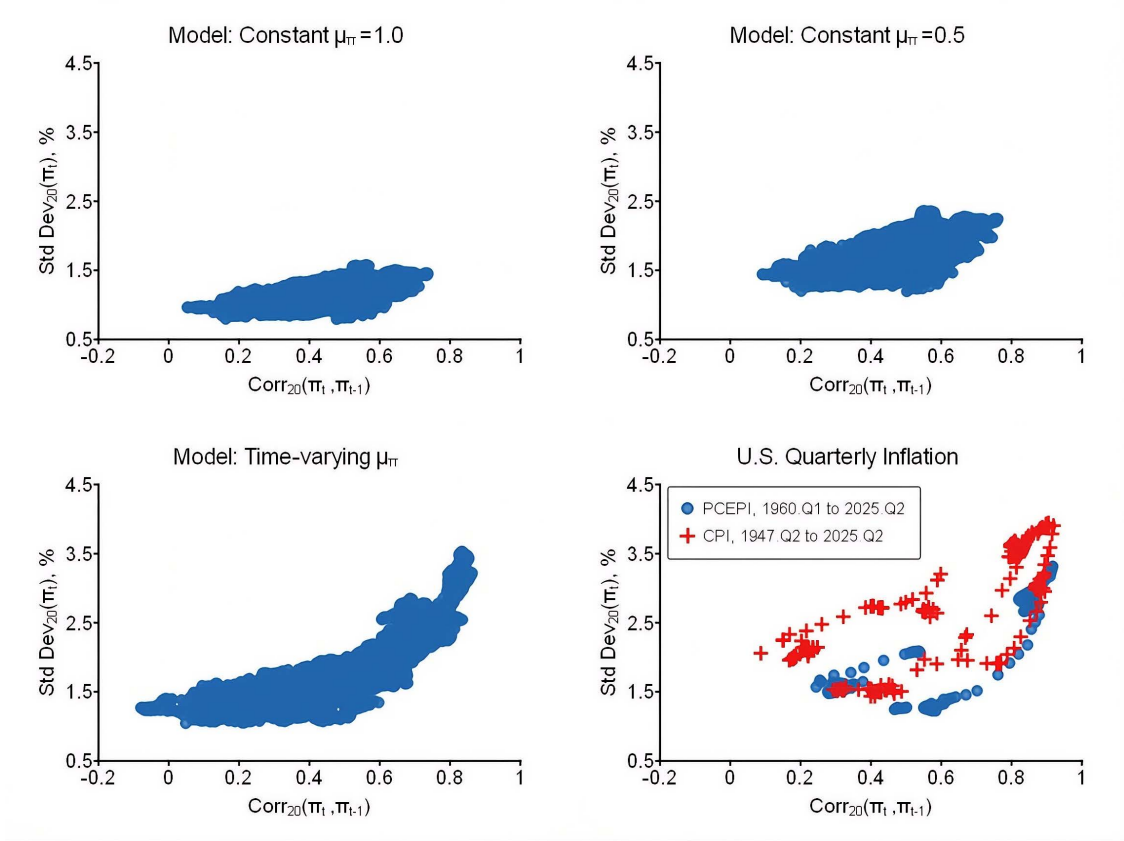 Model: Constant μπ=1.0
4.5
3.5
2.5
1.5
0.5
Std Dev20(πt), %
-0.2 0 0.2 0.4 0.6 0.8 1
Corr20(πt ,πt-1)
Model: Constant μπ=0.5
4.5
3.5
2.5
1.5
0.5
Std Dev20(πt), %
-0.2 0 0.2 0.4 0.6 0.8 1
Corr20(πt ,πt-1)
Model: Time-varying μπ
4.5
3.5
2.5
1.5
0.5
Std Dev20(πt), %
-0.2 0 0.2 0.4 0.6 0.8 1
Corr20(πt ,πt-1)
U.S. Quarterly Inflation
4.5
3.5
2.5
1.5
0.5
Std Dev20(πt), %
PCEPI, 1960.Q1 to 2025.Q2
CPI, 1947.Q2 to 2025.Q2
-0.2 0 0.2 0.4 0.6 0.8 1
Corr20(πt ,πt-1)